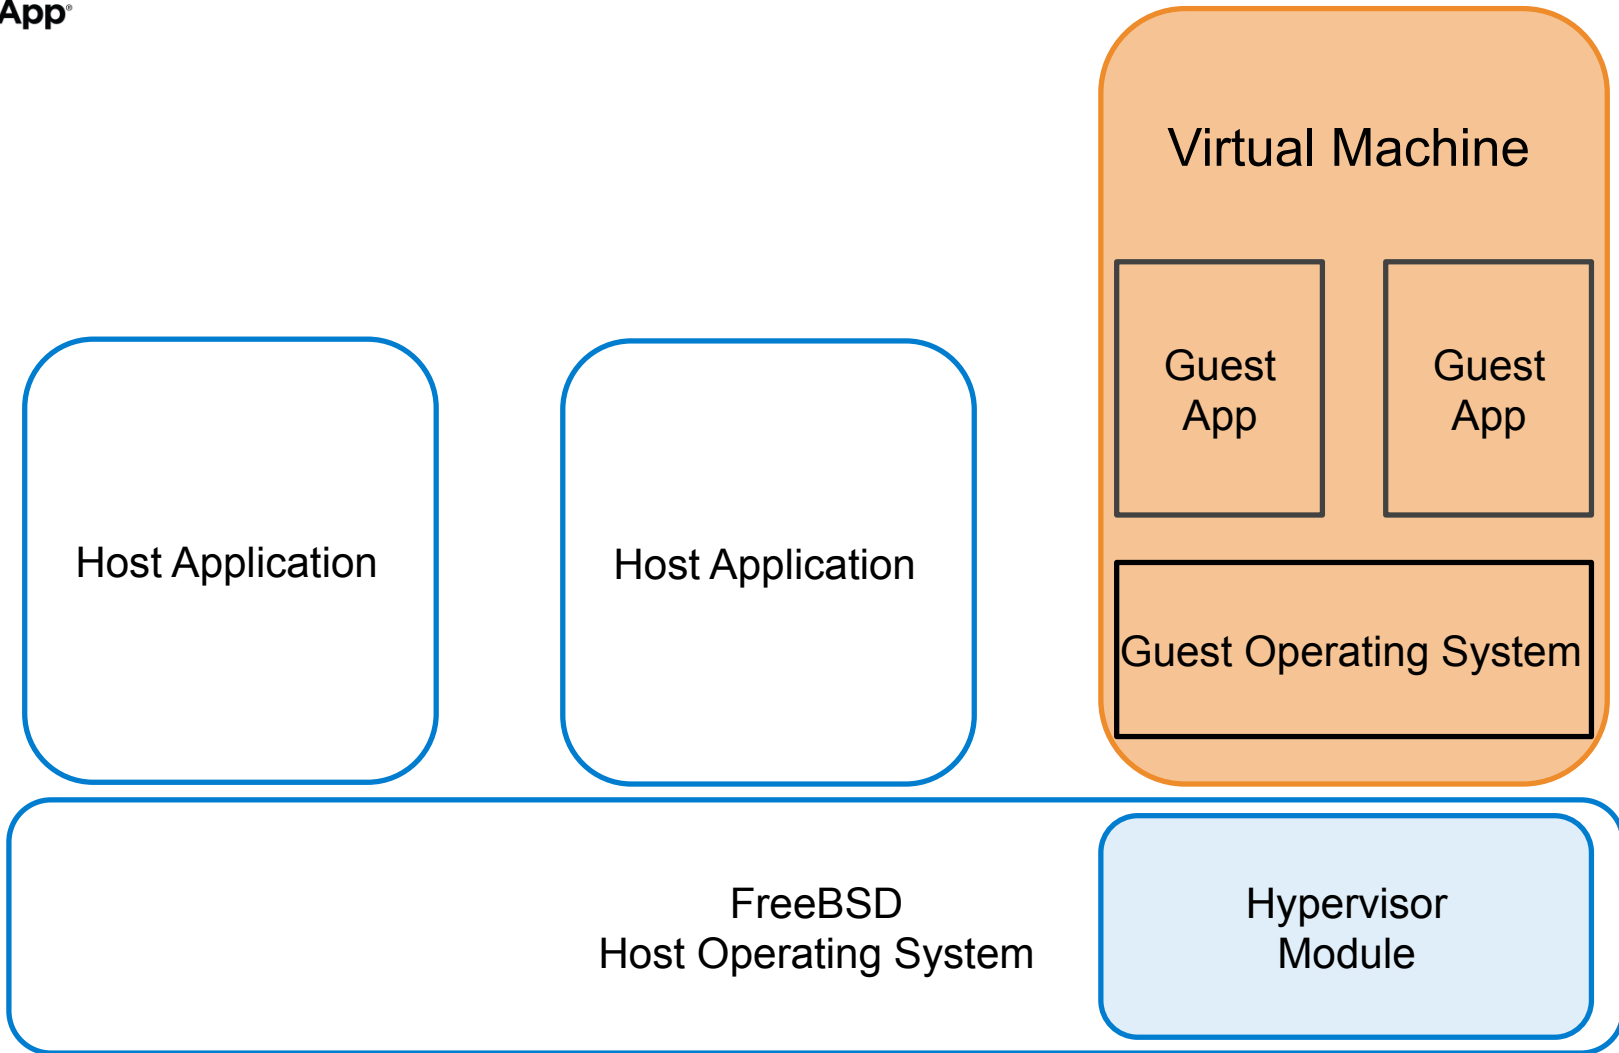 App®
Virtual Machine
Guest
App
Guest
App
Host Application
Host Application
Guest Operating System
FreeBSD
Host Operating System
Hypervisor
Module